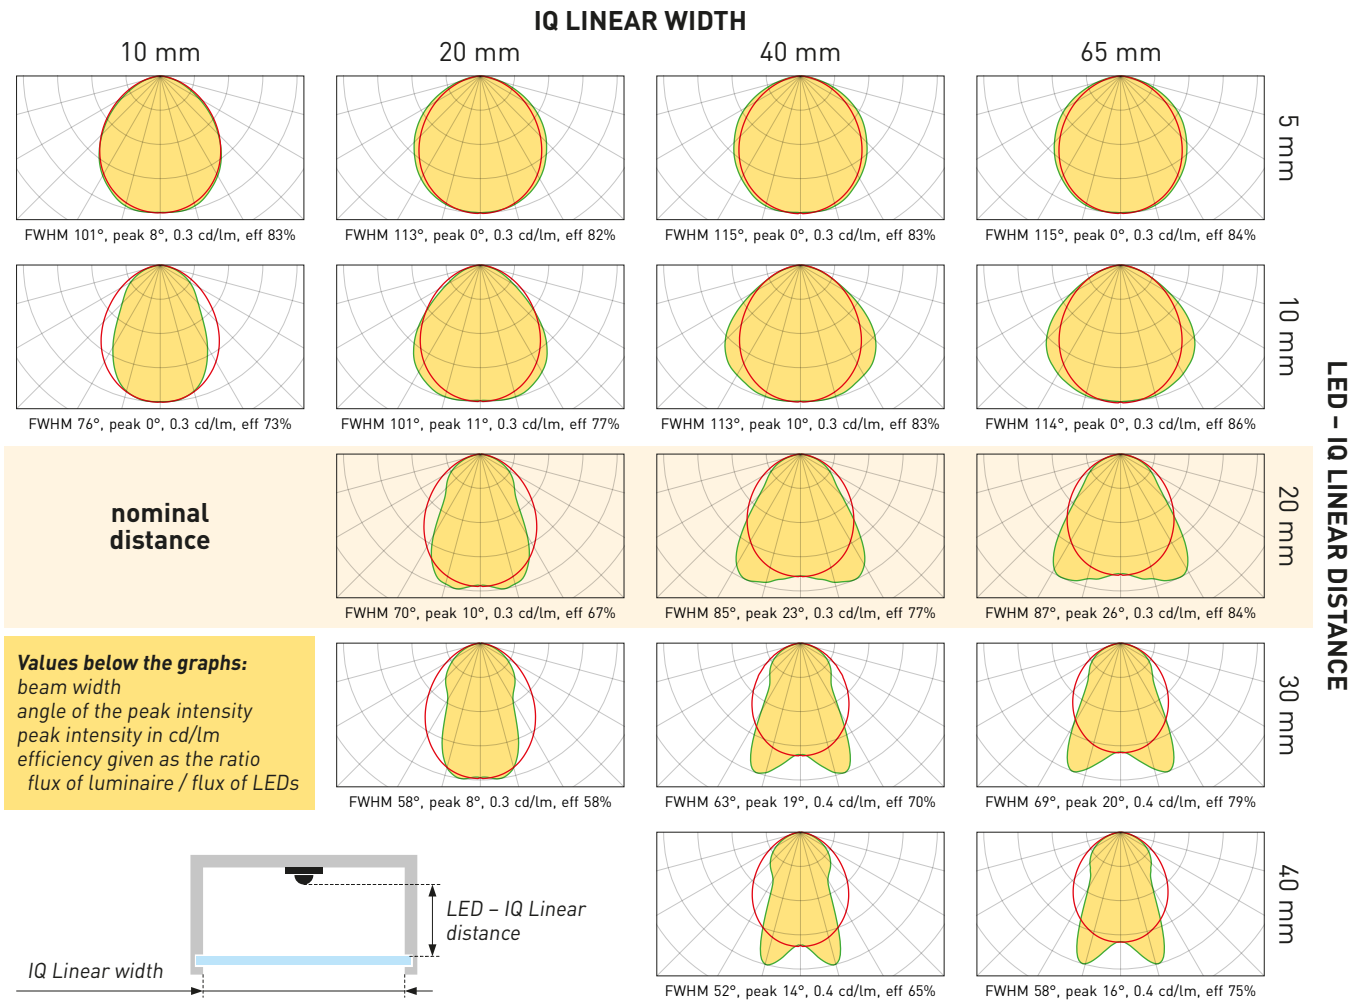 IQ LINEAR WIDTH
10 mm
20 mm
40 mm
65 mm
5 mm
FWHM 101°, peak 8°, 0.3 cd/lm, eff 83%
FWHM 113°, peak 0°, 0.3 cd/lm, eff 82%
FWHM 115°, peak 0°, 0.3 cd/lm, eff 83%
FWHM 115°, peak 0°, 0.3 cd/lm, eff 84%
10 mm
FWHM 76°, peak 0°, 0.3 cd/lm, eff 73%
FWHM 101°, peak 11°, 0.3 cd/lm, eff 77%
FWHM 113°, peak 10°, 0.3 cd/lm, eff 83%
FWHM 114°, peak 0°, 0.3 cd/lm, eff 86%
LED – IQ LINEAR DISTANCE
nominal
distance
20 mm
FWHM 70°, peak 10°, 0.3 cd/lm, eff 67%
FWHM 85°, peak 23°, 0.3 cd/lm, eff 77%
FWHM 87°, peak 26°, 0.3 cd/lm, eff 84%
Values below the graphs:
beam width
angle of the peak intensity
peak intensity in cd/lm
efficiency given as the ratio
flux of luminaire / flux of LEDs
30 mm
FWHM 58°, peak 8°, 0.3 cd/lm, eff 58%
FWHM 63°, peak 19°, 0.4 cd/lm, eff 70%
FWHM 69°, peak 20°, 0.4 cd/lm, eff 79%
40 mm
LED – IQ Linear
distance
IQ Linear width
FWHM 52°, peak 14°, 0.4 cd/lm, eff 65%
FWHM 58°, peak 16°, 0.4 cd/lm, eff 75%